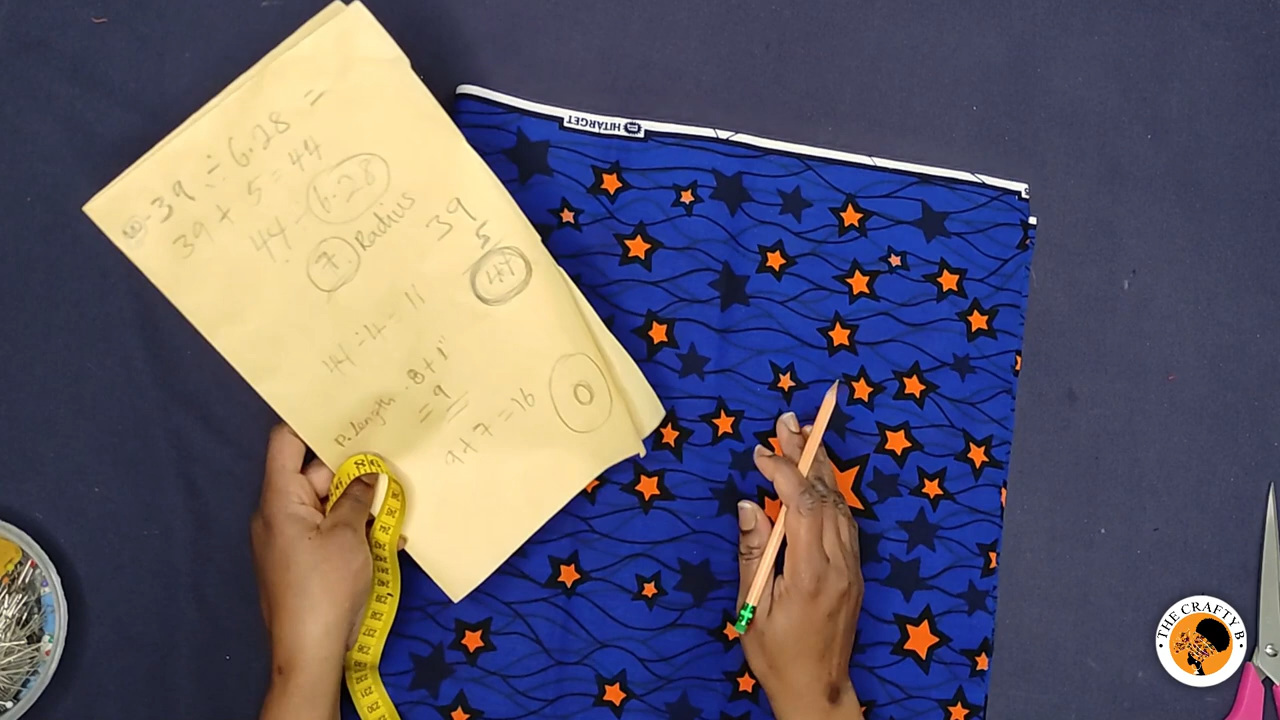 39 ÷ 6.28 =
39 + 5 = 44
44 ÷ 6.28
7. Radius
39
5
44
44 ÷ 4 = 11
P. Length - 8 + 1"
= 9
9 + 7 = 16
HITARGET
THE CRAFTY B.